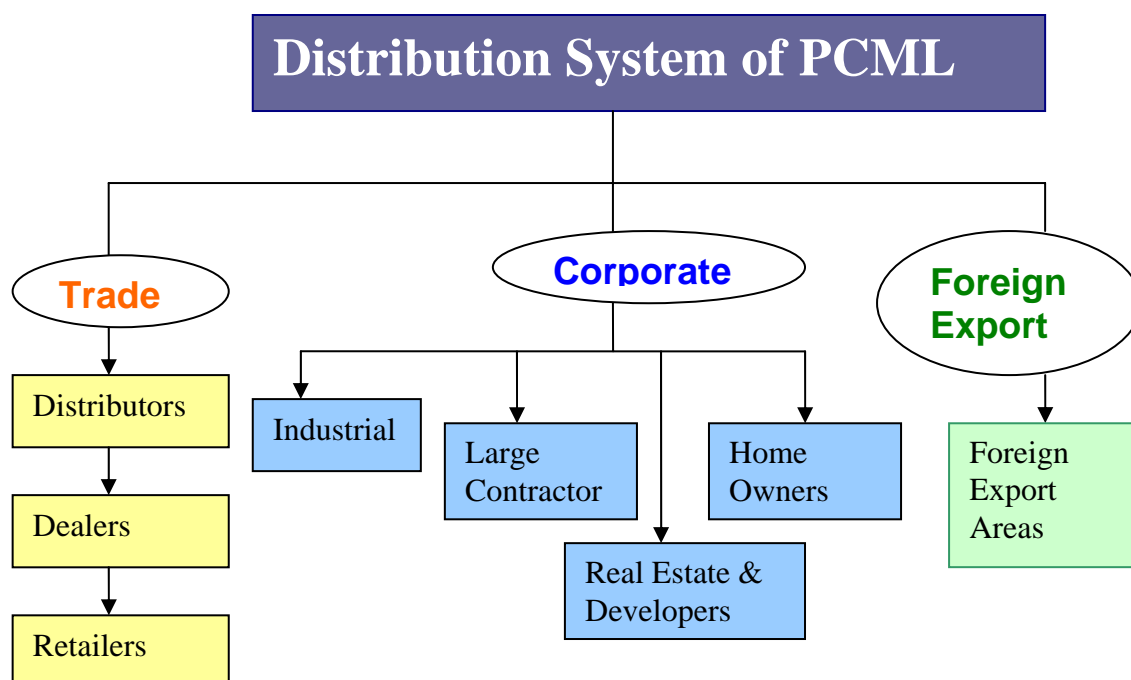 Distribution System of PCML
Trade
Corporate
Foreign
Export
Distributors
Dealers
Retailers
Industrial
Large
Contractor
Real Estate &
Developers
Home
Owners
Foreign
Export
Areas